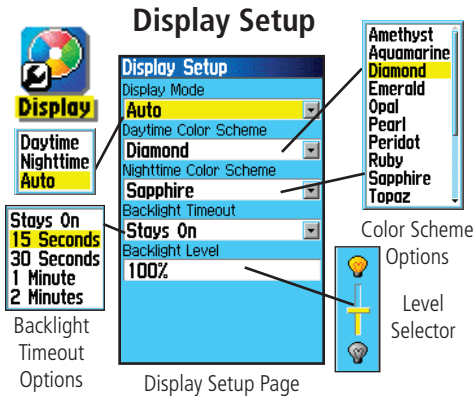 Display Setup
Display
Daytime
Nighttime
Auto
Stays On
15 Seconds
30 Seconds
1 Minute
2 Minutes
Backlight
Timeout
Options
Display Setup
Display Mode
Auto
Daytime Color Scheme
Diamond
Nighttime Color Scheme
Sapphire
Backlight Timeout
Stays On
Backlight Level
100%
Display Setup Page
Amethyst
Aquamarine
Diamond
Emerald
Opal
Pearl
Peridot
Ruby
Sapphire
Topaz
Color Scheme
Options
Level
Selector